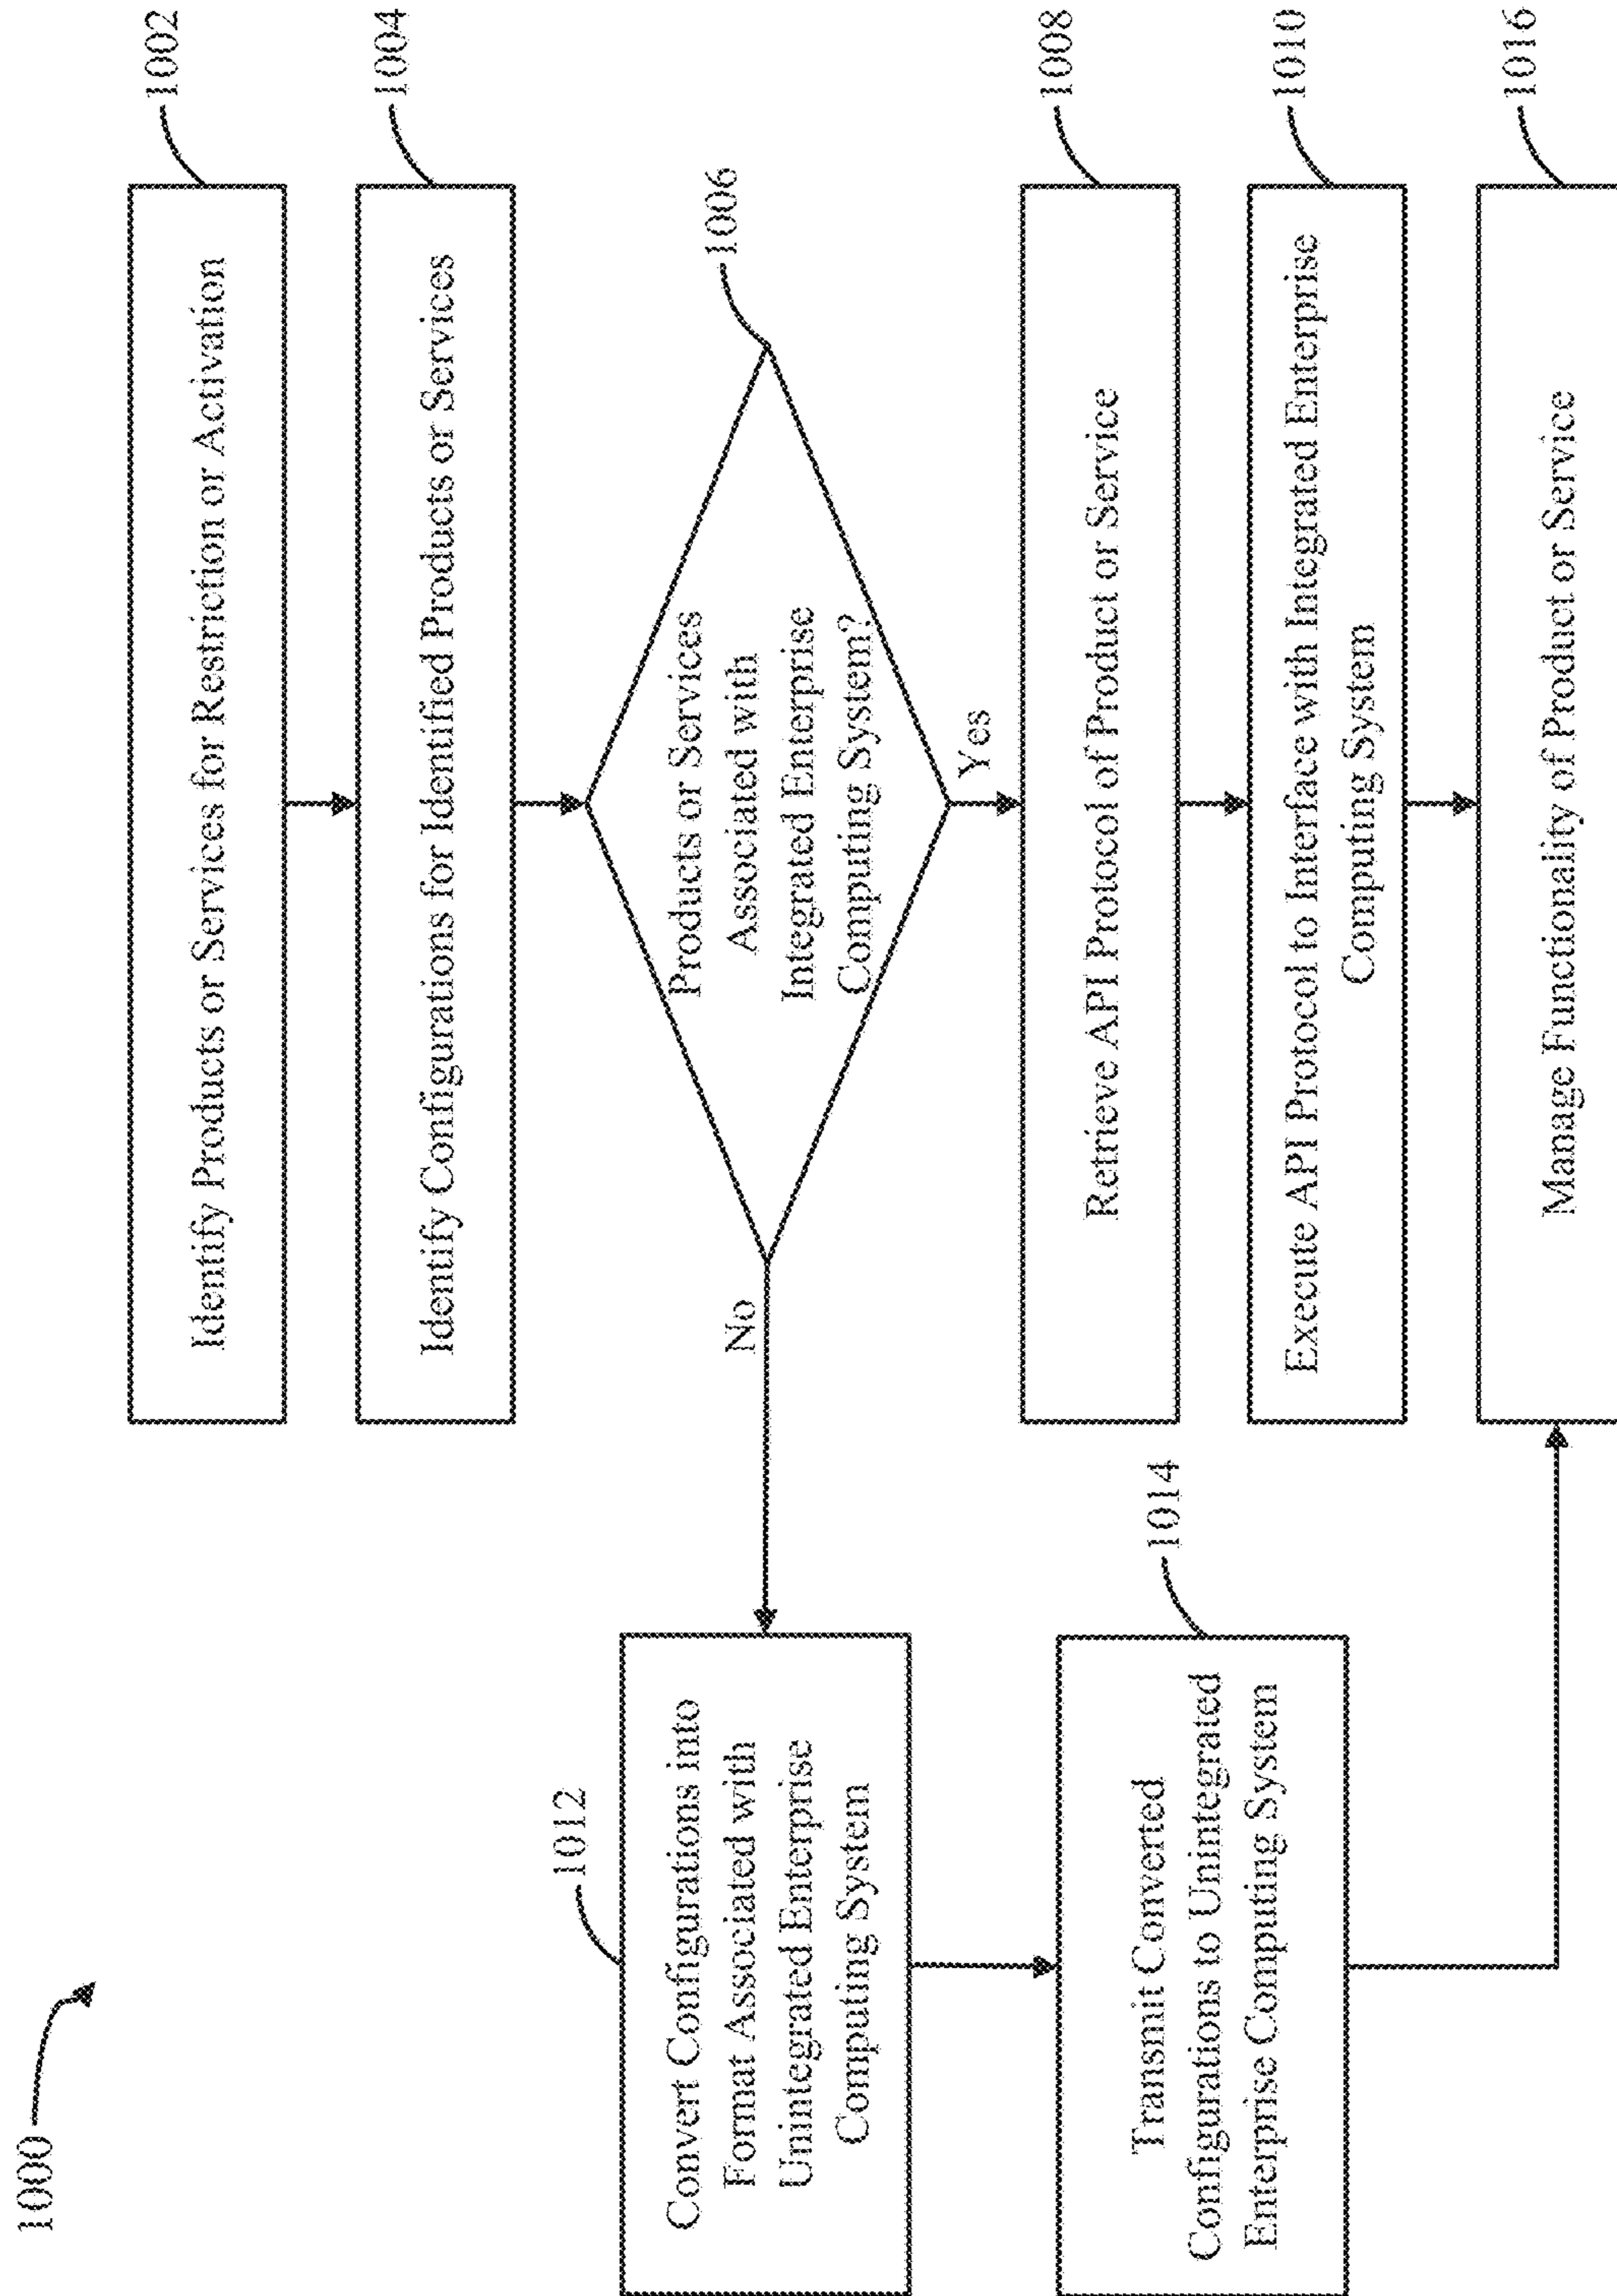 1000
Identify Products or Services for Restriction or Activation
1002
Identify Configurations for Identified Products or Services
1004
Products or Services
Associated with
Integrated Enterprise
Computing System?
1006
No
Yes
Retrieve API Protocol of Product or Service
1008
Execute API Protocol to Interface with Integrated Enterprise
Computing System
1010
1012
Convert Configurations into
Format Associated with
Unintegrated Enterprise
Computing System
1014
Transmit Converted
Configurations to Unintegrated
Enterprise Computing System
Manage Functionality of Product or Service
1016